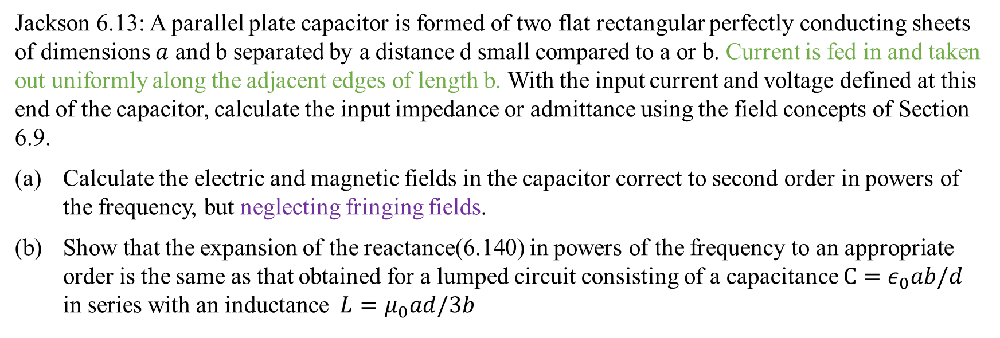 Jackson 6.13: A parallel plate capacitor is formed of two flat rectangular perfectly conducting sheets
of dimensions a and b separated by a distance d small compared to a or b. Current is fed in and taken
out uniformly along the adjacent edges of length b. With the input current and voltage defined at this
end of the capacitor, calculate the input impedance or admittance using the field concepts of Section
6.9.
(a) Calculate the electric and magnetic fields in the capacitor correct to second order in powers of
the frequency, but neglecting fringing fields.
(b) Show that the expansion of the reactance(6.140) in powers of the frequency to an appropriate
order is the same as that obtained for a lumped circuit consisting of a capacitance C = ϵ₀ab/d
in series with an inductance L = μ₀ad/3b